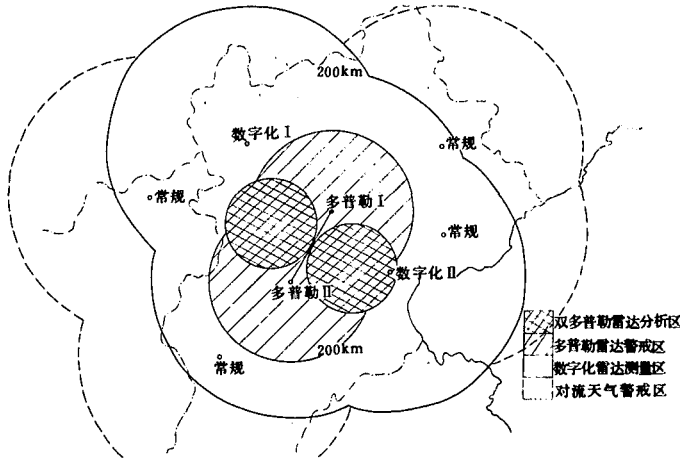 200km
数字化Ⅰ
常规
常规
多普勒Ⅰ
常规
数字化Ⅱ
多普勒Ⅱ
200km
常规
双多普勒雷达分析区
多普勒雷达警戒区
数字化雷达测量区
对流天气警戒区